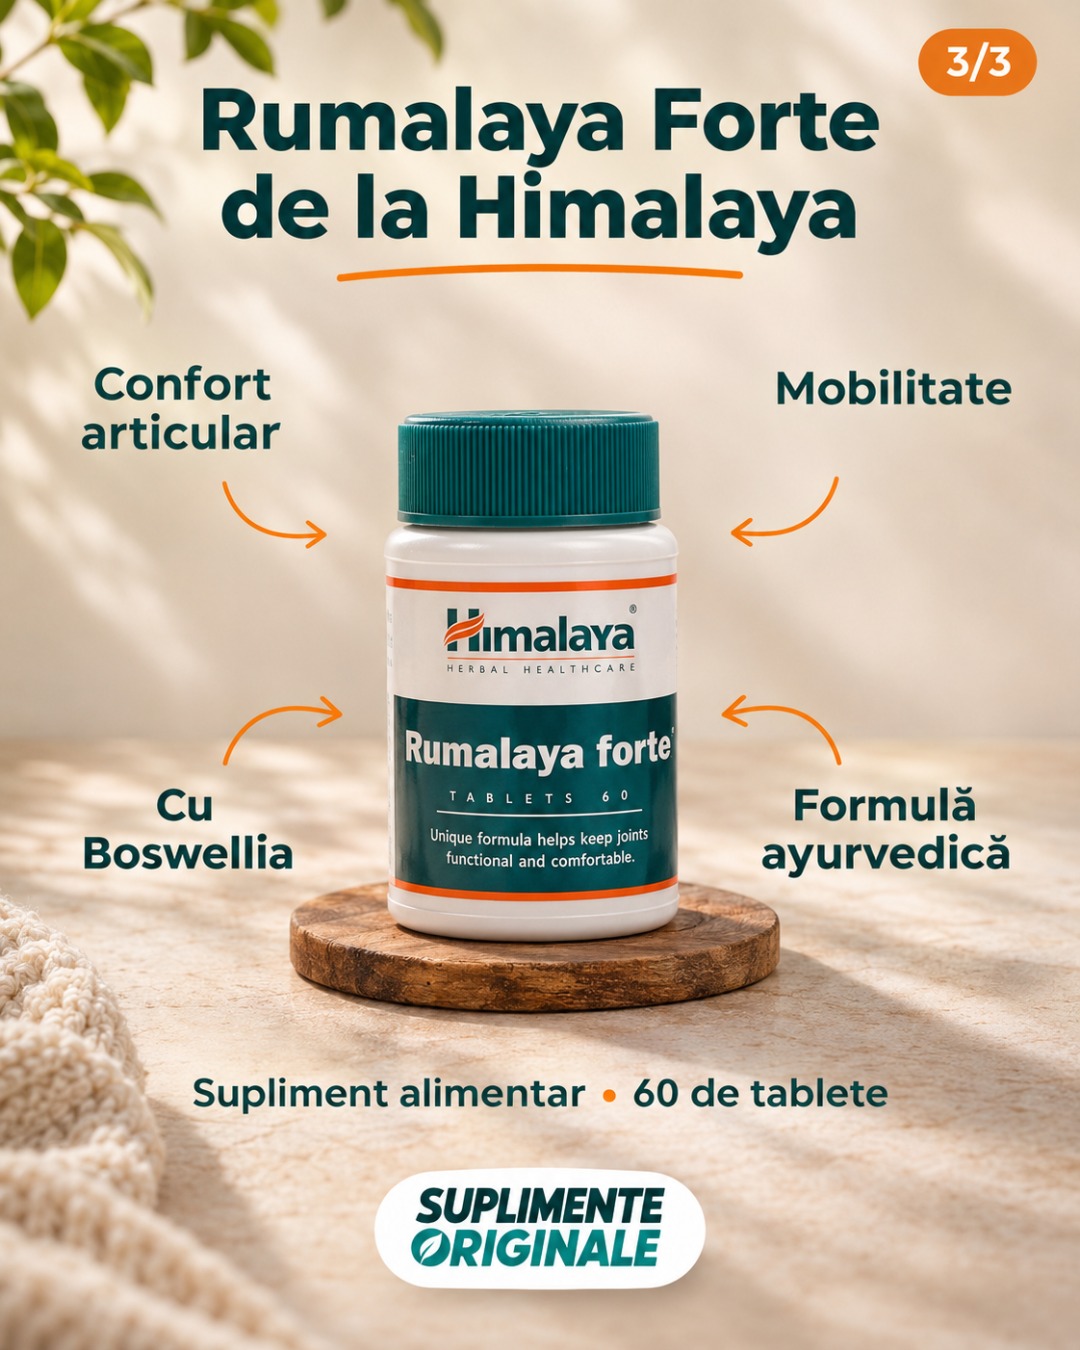 3/3
Rumalaya Forte
de la Himalaya
Confort
articular
Mobilitate
Himalaya®
HERBAL HEALTHCARE
Rumalaya forte
TABLETS 60
Unique formula helps keep joints
functional and comfortable.
Cu
Boswellia
Formulă
ayurvedică
Supliment alimentar • 60 de tablete
SUPLIMENTE
ORIGINALE